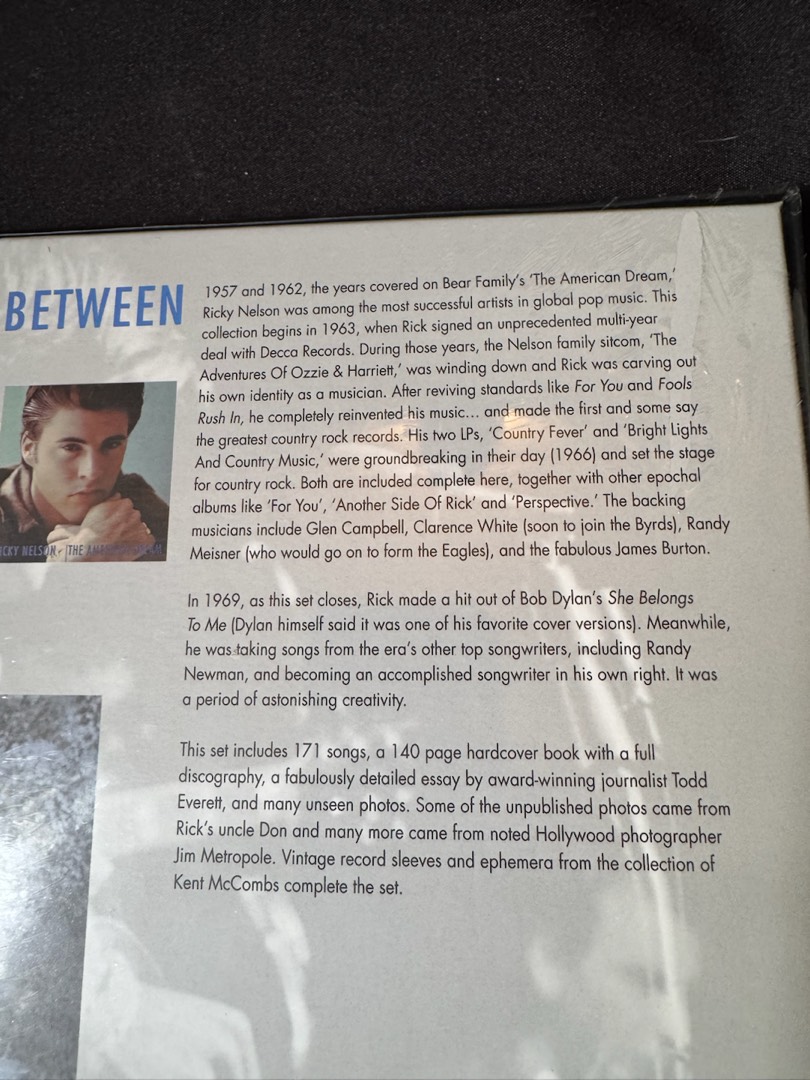 BETWEEN
1957 and 1962, the years covered on Bear Family's 'The American Dream,'
Ricky Nelson was among the most successful artists in global pop music. This
collection begins in 1963, when Rick signed an unprecedented multi-year
deal with Decca Records. During those years, the Nelson family sitcom, 'The
Adventures Of Ozzie & Harriett,' was winding down and Rick was carving out
his own identity as a musician. After reviving standards like For You and Fools
Rush In, he completely reinvented his music... and made the first and some say
the greatest country rock records. His two LPs, 'Country Fever' and 'Bright Lights
And Country Music,' were groundbreaking in their day (1966) and set the stage
for country rock. Both are included complete here, together with other epochal
albums like 'For You', 'Another Side Of Rick' and 'Perspective.' The backing
musicians include Glen Campbell, Clarence White (soon to join the Byrds), Randy
Meisner (who would go on to form the Eagles), and the fabulous James Burton.
ICKY NELSON - THE AMERICAN DREAM
In 1969, as this set closes, Rick made a hit out of Bob Dylan's She Belongs
To Me (Dylan himself said it was one of his favorite cover versions). Meanwhile,
he was taking songs from the era's other top songwriters, including Randy
Newman, and becoming an accomplished songwriter in his own right. It was
a period of astonishing creativity.
This set includes 171 songs, a 140 page hardcover book with a full
discography, a fabulously detailed essay by award-winning journalist Todd
Everett, and many unseen photos. Some of the unpublished photos came from
Rick's uncle Don and many more came from noted Hollywood photographer
Jim Metropole. Vintage record sleeves and ephemera from the collection of
Kent McCombs complete the set.